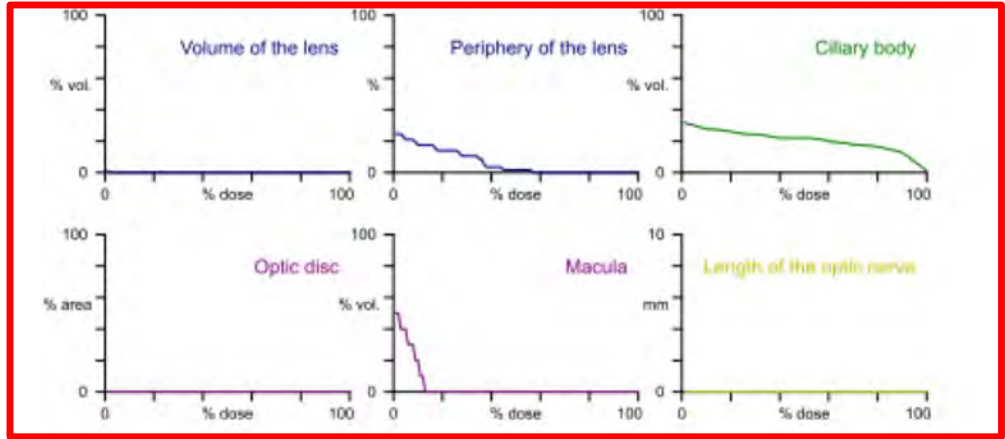 100
Volume of the lens
% vol.
0
0
% dose
100
100
Periphery of the lens
%
0
0
% dose
100
100
Ciliary body
% vol.
0
0
% dose
100
100
Optic disc
% area
0
0
% dose
100
100
Macula
% vol.
0
0
% dose
100
10
Length of the optic nerve
mm
0
0
% dose
100